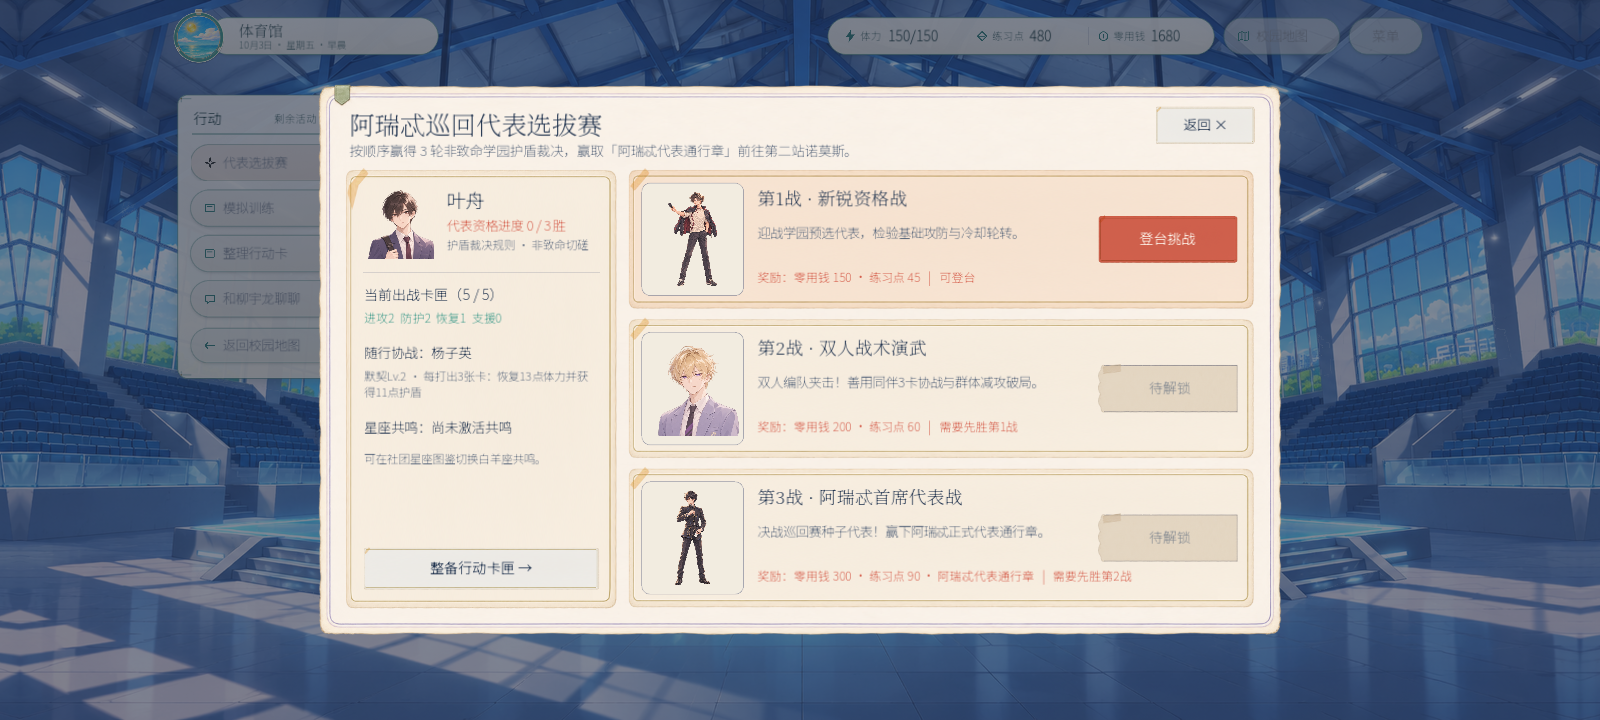 体育馆
10月3日 • 星期五 • 早晨
体力 150/150
练习点 480
零用钱 1680
校园地图
菜单
行动
剩余活动
代表选拔赛
模拟训练
整理行动卡
和柳宇龙聊聊
返回校园地图
阿瑞忒巡回代表选拔赛
按顺序赢得 3 轮非致命学园护盾裁决，赢取「阿瑞忒代表通行章」前往第二站诺莫斯。
返回 ×
叶舟
代表资格进度 0 / 3 胜
护盾裁决规则 • 非致命切磋
当前出战卡匣（5 / 5）
进攻2 防护2 恢复1 支援0
随行协战：杨子英
默契Lv.2 • 每打出3张卡：恢复13点体力并获
得11点护盾
星座共鸣：尚未激活共鸣
可在社团星座图鉴切换白羊座共鸣。
整备行动卡匣 →
第1战 · 新锐资格战
迎战学园预选代表，检验基础攻防与冷却轮转。
奖励：零用钱 150 • 练习点 45 ｜ 可登台
登台挑战
第2战 · 双人战术演武
双人编队夹击！善用同伴3卡协战与群体减攻破局。
奖励：零用钱 200 • 练习点 60 ｜ 需要先胜第1战
待解锁
第3战 · 阿瑞忒首席代表战
决战巡回赛种子代表！赢下阿瑞忒正式代表通行章。
奖励：零用钱 300 • 练习点 90 • 阿瑞忒代表通行章 ｜ 需要先胜第2战
待解锁